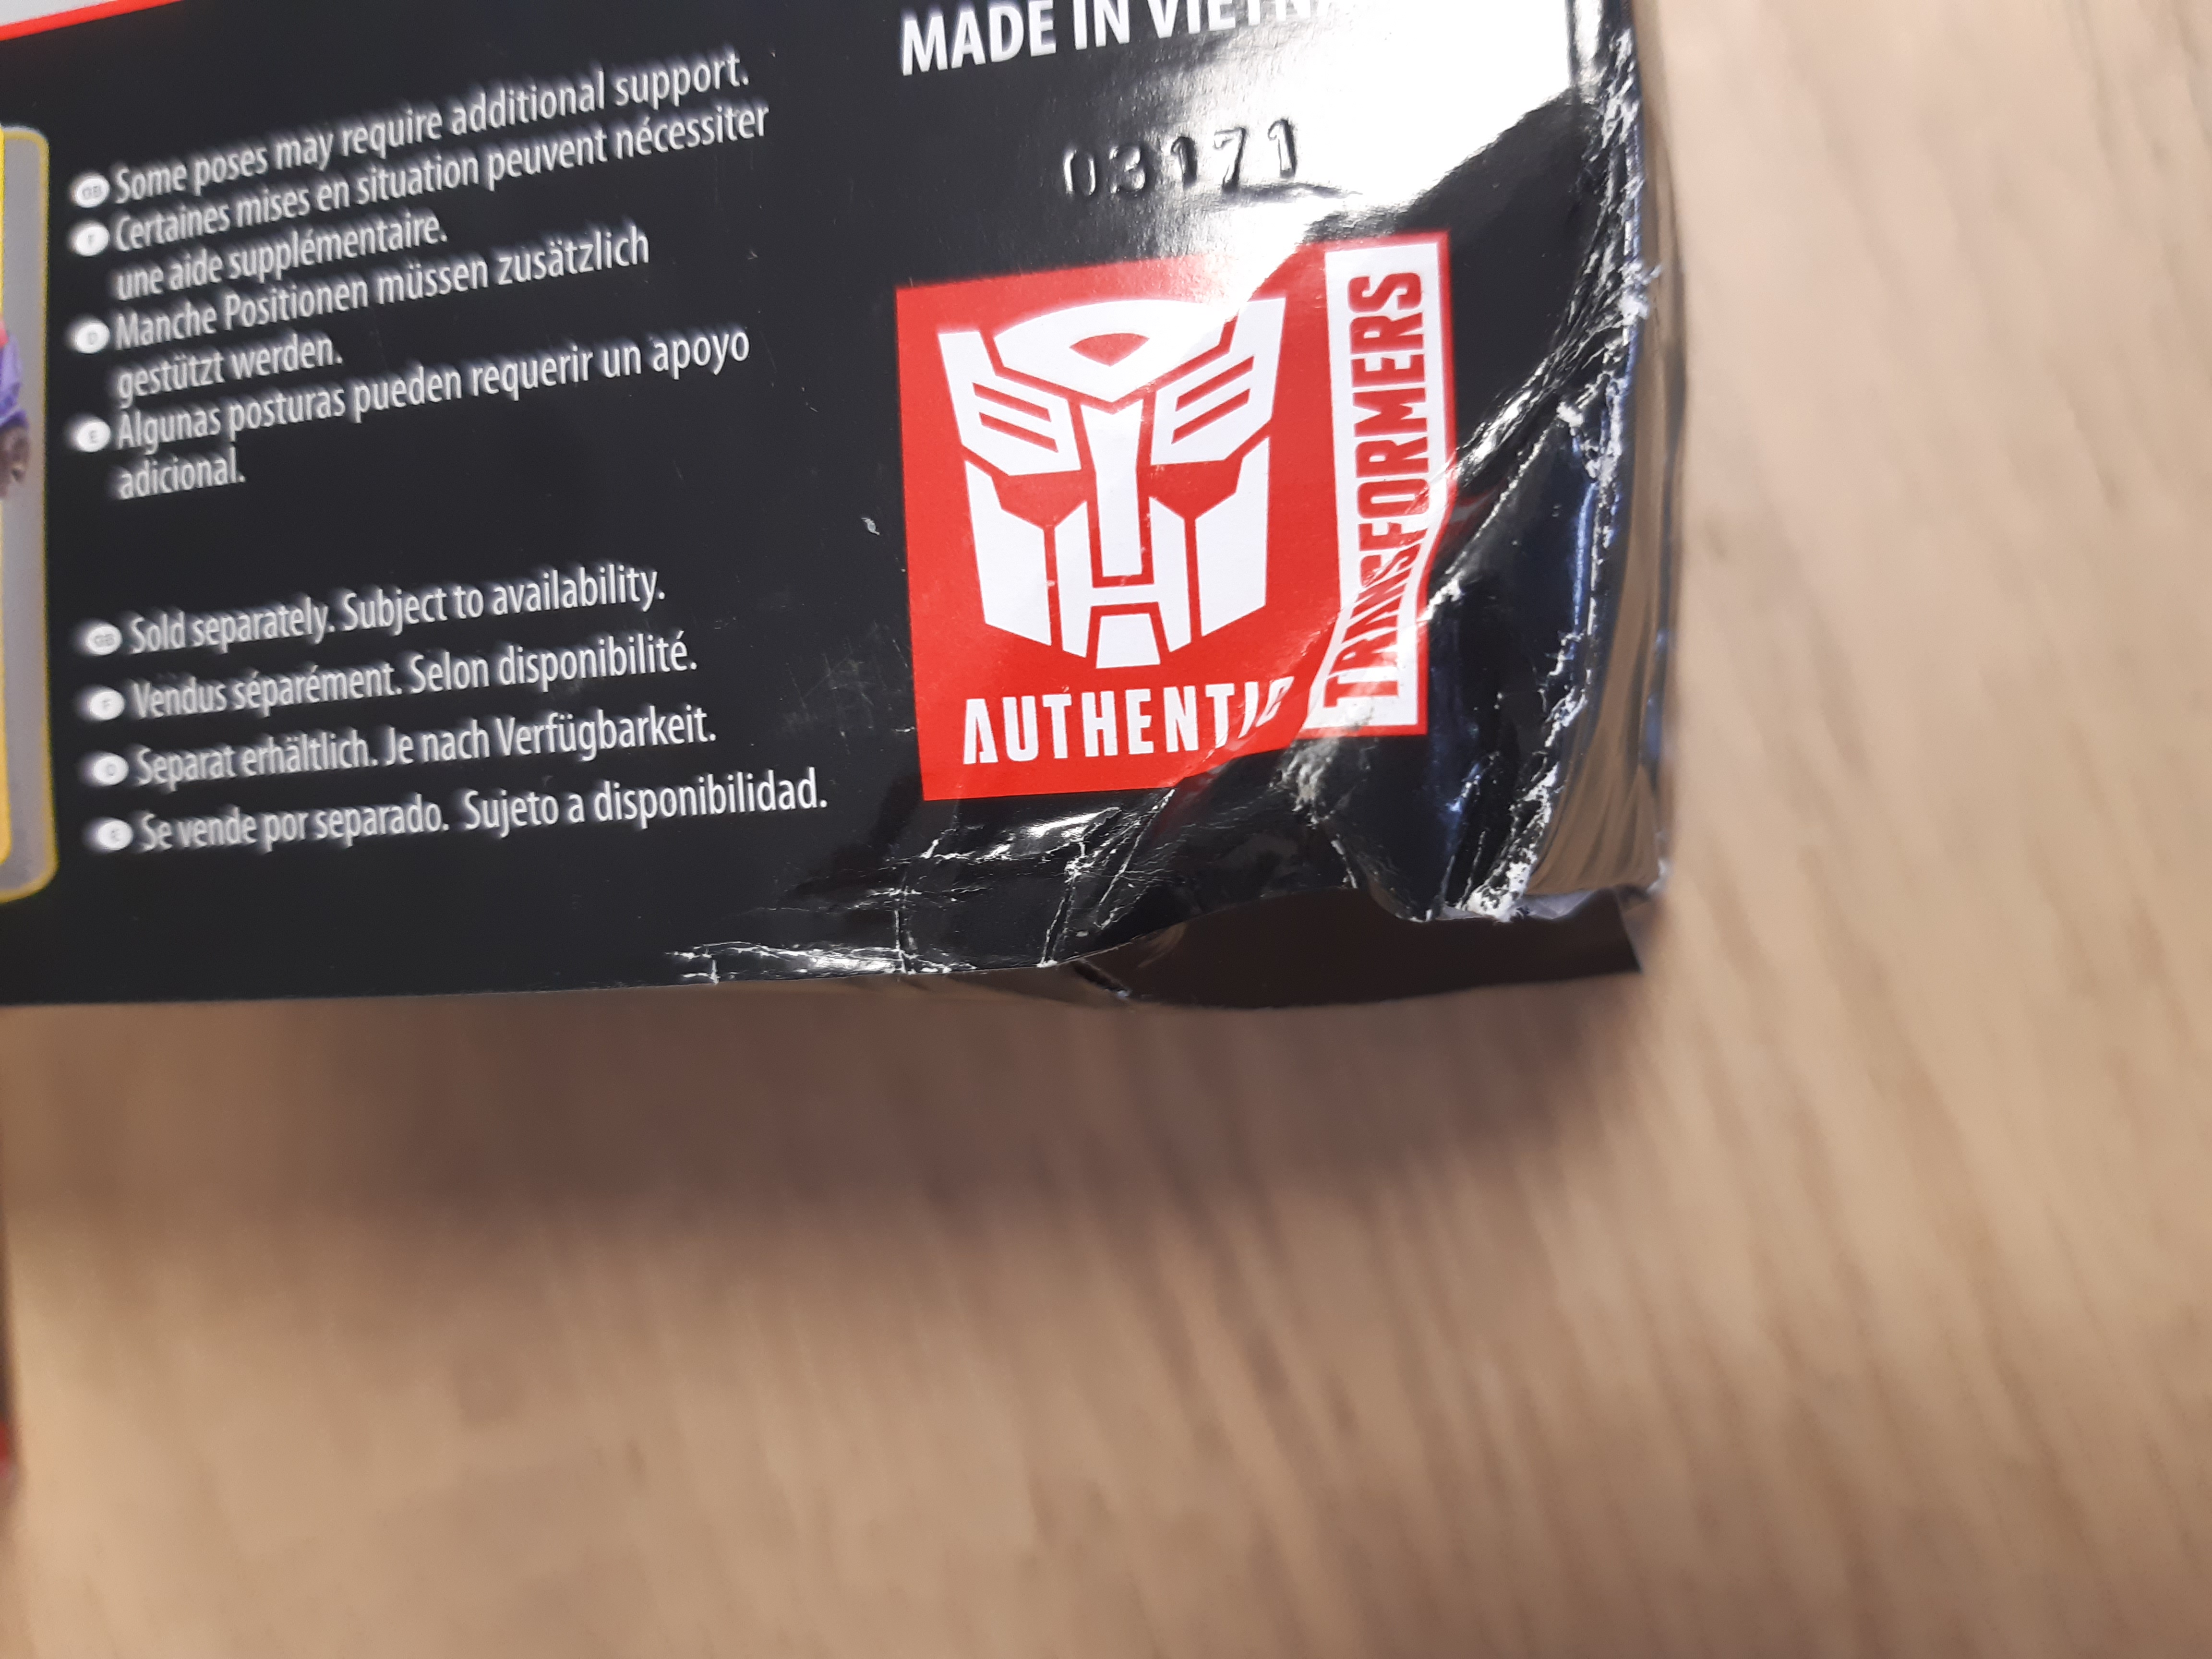 Some poses may require additional support.
Certaines mises en situation peuvent nécessiter
une aide supplémentaire.
Manche Positionen müssen zusätzlich
gestützt werden.
Algunas posturas pueden requerir un apoyo
adicional.
Sold separately. Subject to availability.
Vendus séparément. Selon disponibilité.
Separat erhältlich. Je nach Verfügbarkeit.
Se vende por separado. Sujeto a disponibilidad.
MADE IN
03171
TRANSFORMERS
AUTHENTIC